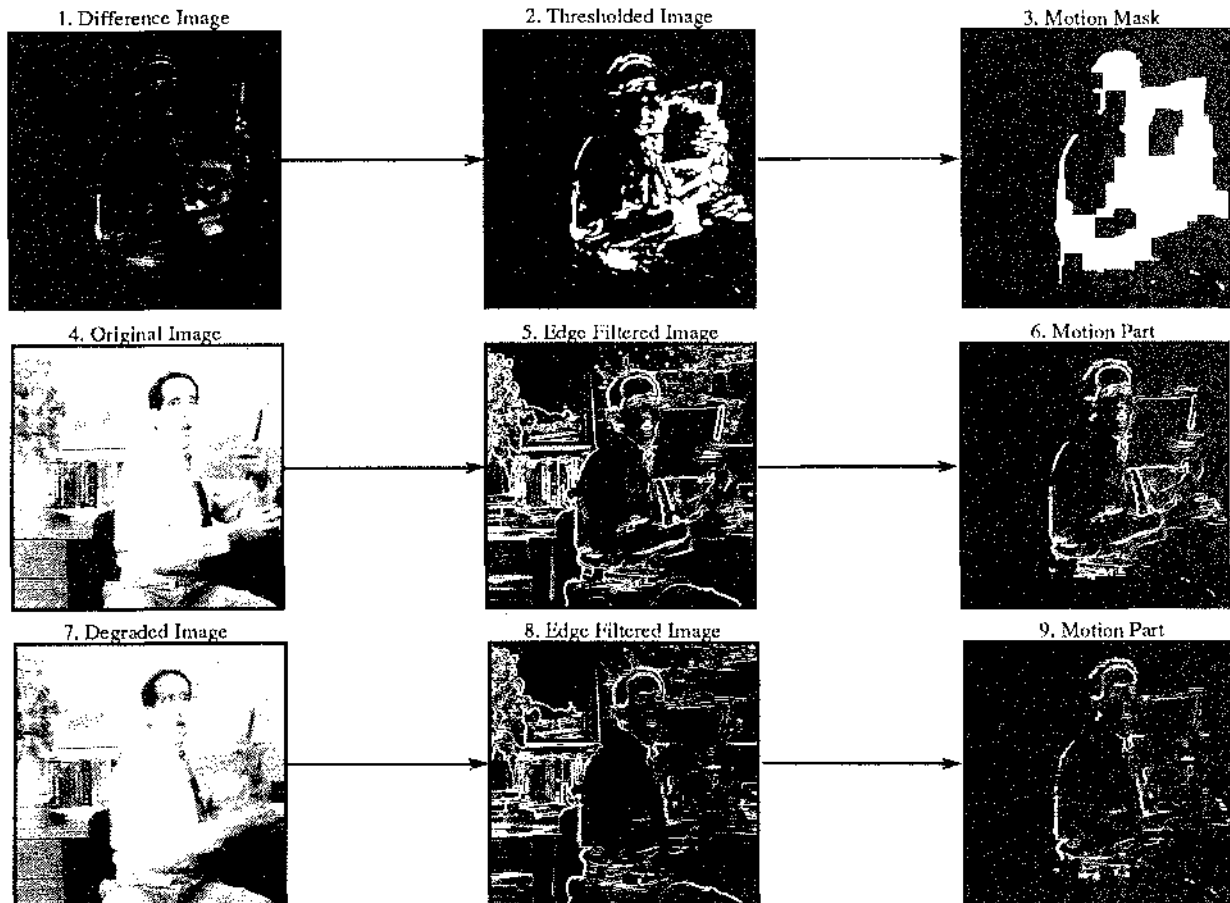 1. Difference Image
2. Thresholded Image
3. Motion Mask
4. Original Image
5. Edge Filtered Image
6. Motion Part
7. Degraded Image
8. Edge Filtered Image
9. Motion Part